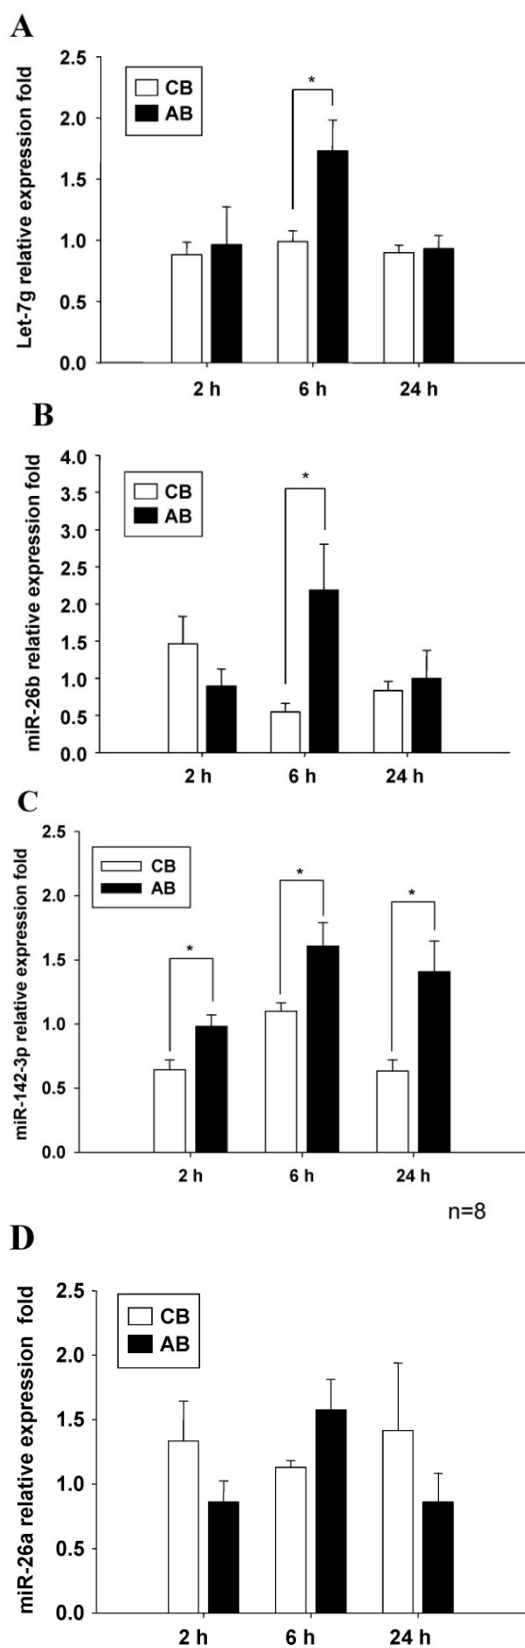 A
Let-7g relative expression fold
2.5
2.0
1.5
1.0
0.5
0.0
CB
AB
*
2 h 6 h 24 h
B
miR-26b relative expression fold
4.0
3.5
3.0
2.5
2.0
1.5
1.0
0.5
0.0
CB
AB
*
2 h 6 h 24 h
C
miR-142-3p relative expression fold
2.5
2.0
1.5
1.0
0.5
0.0
CB
AB
* * *
2 h 6 h 24 h
n=8
D
miR-26a relative expression fold
2.5
2.0
1.5
1.0
0.5
0.0
CB
AB
2 h 6 h 24 h